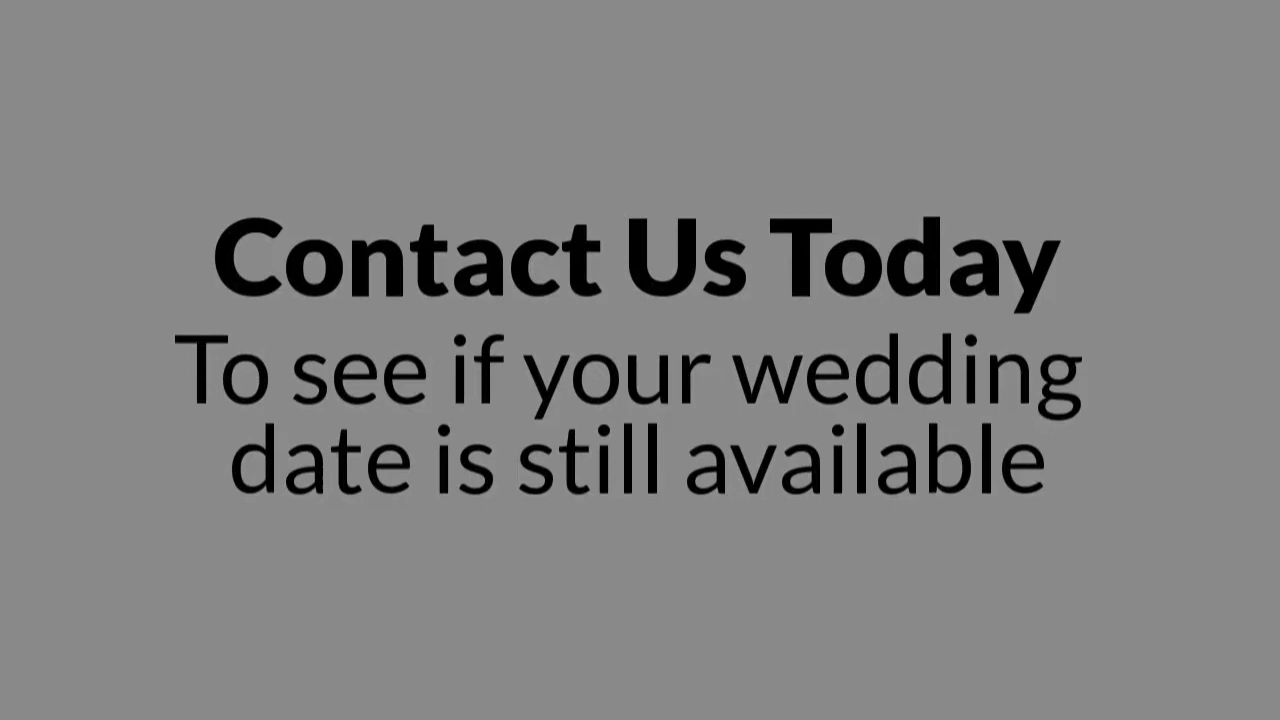 Contact Us Today
To see if your wedding
date is still available